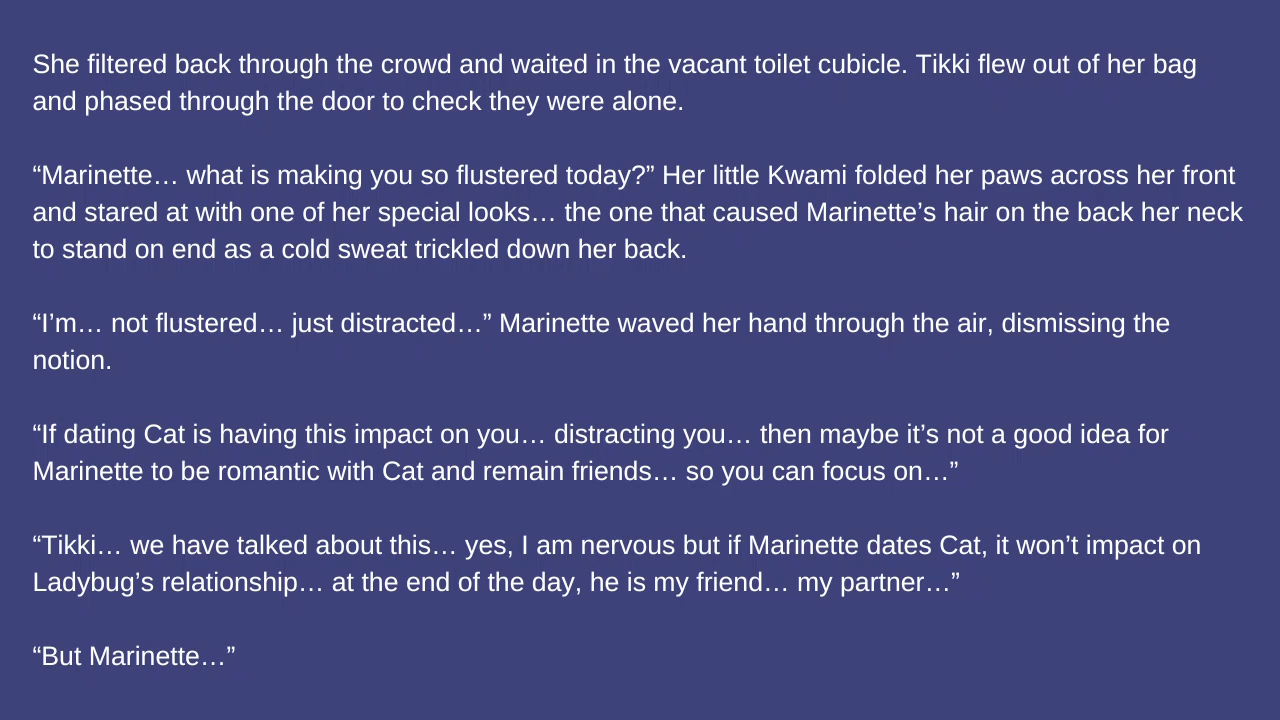 She filtered back through the crowd and waited in the vacant toilet cubicle. Tikki flew out of her bag
and phased through the door to check they were alone.
“Marinette… what is making you so flustered today?” Her little Kwami folded her paws across her front
and stared at with one of her special looks… the one that caused Marinette’s hair on the back her neck
to stand on end as a cold sweat trickled down her back.
“I’m… not flustered… just distracted…” Marinette waved her hand through the air, dismissing the
notion.
“If dating Cat is having this impact on you… distracting you… then maybe it’s not a good idea for
Marinette to be romantic with Cat and remain friends… so you can focus on…”
“Tikki… we have talked about this… yes, I am nervous but if Marinette dates Cat, it won’t impact on
Ladybug’s relationship… at the end of the day, he is my friend… my partner…”
“But Marinette…”